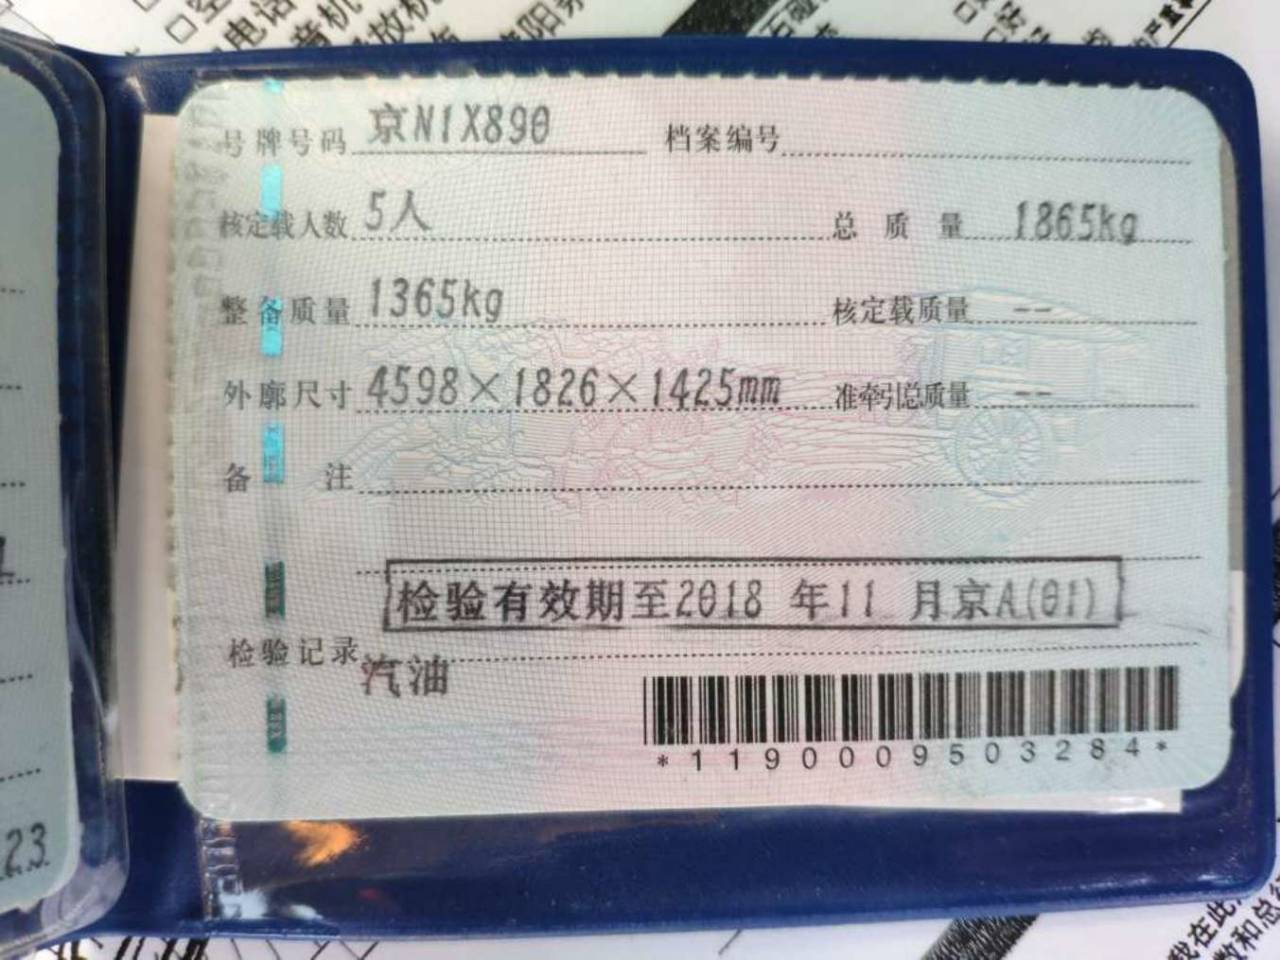 号牌号码 京N1X890 档案编号
核定载人数 5人 总质量 1865kg
整备质量 1365kg 核定载质量 --
外廓尺寸 4598×1826×1425mm 准牵引总质量 --
备注
检验有效期至2018 年11 月京A(01)
检验记录
汽油
*1190009503284*
23